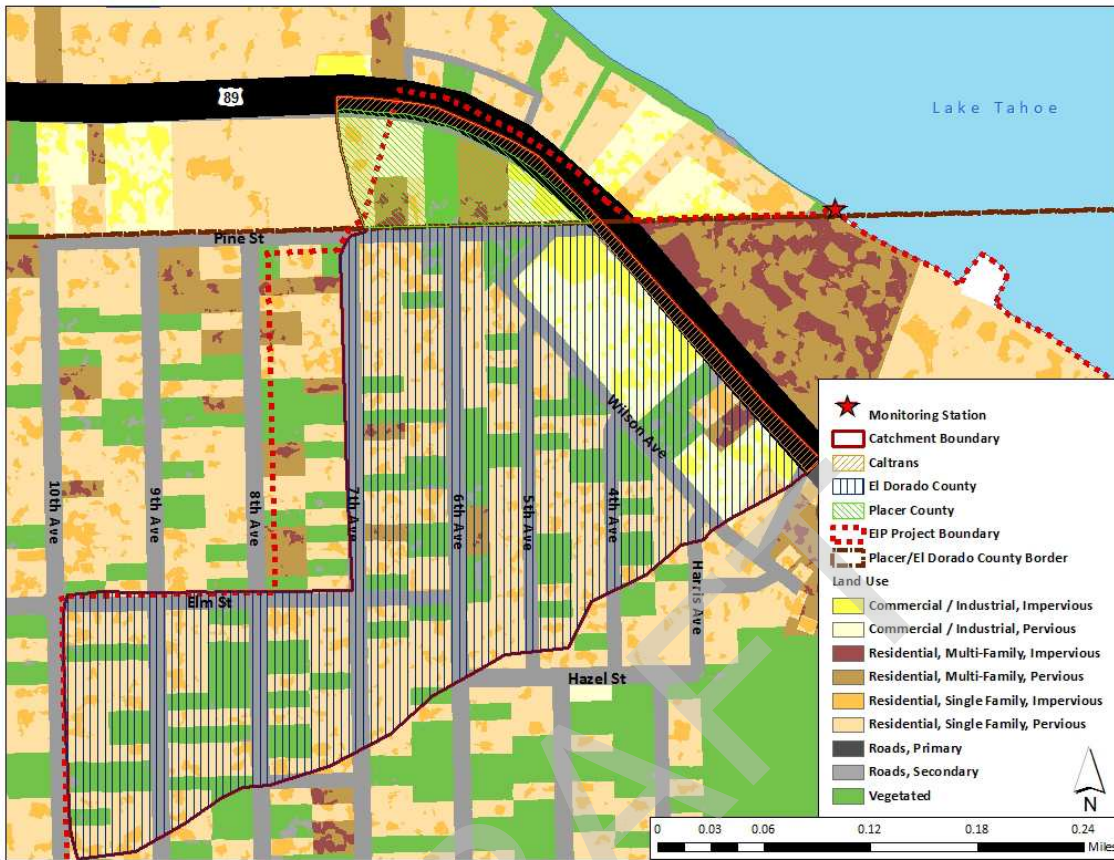 89
Lake Tahoe
Pine St
Wilson Ave
10th Ave
9th Ave
8th Ave
7th Ave
6th Ave
5th Ave
4th Ave
Elm St
Harris Ave
Hazel St
Monitoring Station
Catchment Boundary
Caltrans
El Dorado County
Placer County
EIP Project Boundary
Placer/El Dorado County Border
Land Use
Commercial / Industrial, Impervious
Commercial / Industrial, Pervious
Residential, Multi-Family, Impervious
Residential, Multi-Family, Pervious
Residential, Single Family, Impervious
Residential, Single Family, Pervious
Roads, Primary
Roads, Secondary
Vegetated
N
0 0.03 0.06 0.12 0.18 0.24
Miles
DRAFT